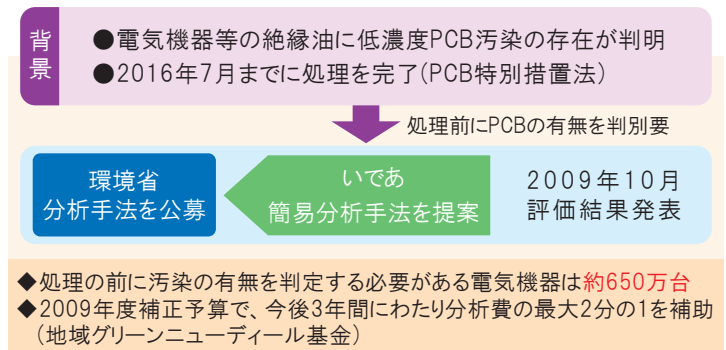 背景
●電気機器等の絶縁油に低濃度PCB汚染の存在が判明
●2016年7月までに処理を完了(PCB特別措置法)
処理前にPCBの有無を判別要
環境省
分析手法を公募
いであ
簡易分析手法を提案
2009年10月
評価結果発表
◆処理の前に汚染の有無を判定する必要がある電気機器は約650万台
◆2009年度補正予算で、今後3年間にわたり分析費の最大2分の1を補助
(地域グリーンニューディール基金)